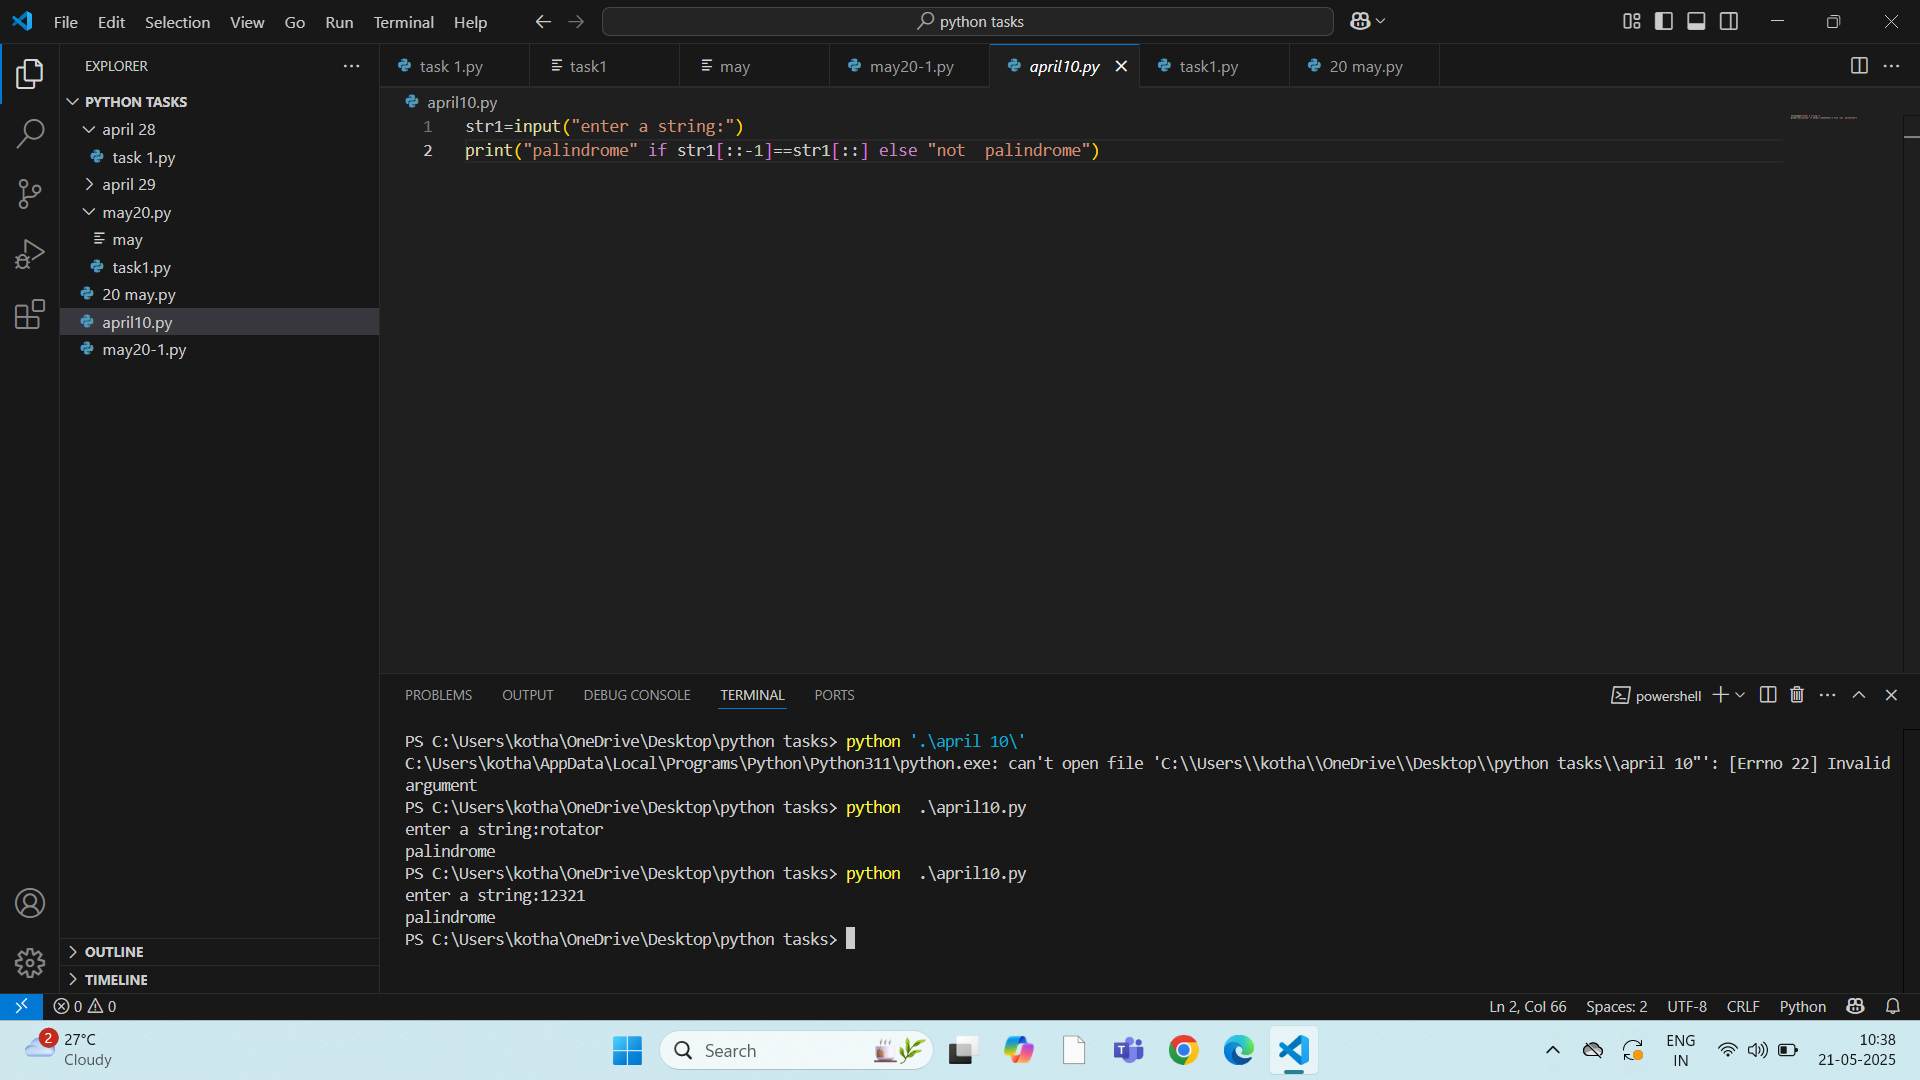 File Edit Selection View Go Run Terminal Help
python tasks
EXPLORER
PYTHON TASKS
april 28
task 1.py
april 29
may20.py
may
task1.py
20 may.py
april10.py
may20-1.py
OUTLINE
TIMELINE
task 1.py
task1
may
may20-1.py
april10.py
task1.py
20 may.py
april10.py
1 str1=input("enter a string:")
2 print("palindrome" if str1[::-1]==str1[::] else "not  palindrome")
PROBLEMS OUTPUT DEBUG CONSOLE TERMINAL PORTS
powershell
PS C:\Users\kotha\OneDrive\Desktop\python tasks> python '.\april 10\'
C:\Users\kotha\AppData\Local\Programs\Python\Python311\python.exe: can't open file 'C:\\Users\\kotha\\OneDrive\\Desktop\\python tasks\\april 10"': [Errno 22] Invalid
argument
PS C:\Users\kotha\OneDrive\Desktop\python tasks> python  .\april10.py
enter a string:rotator
palindrome
PS C:\Users\kotha\OneDrive\Desktop\python tasks> python  .\april10.py
enter a string:12321
palindrome
PS C:\Users\kotha\OneDrive\Desktop\python tasks>
0 0
Ln 2, Col 66 Spaces: 2 UTF-8 CRLF Python
2
27°C
Cloudy
Search
ENG
IN
10:38
21-05-2025